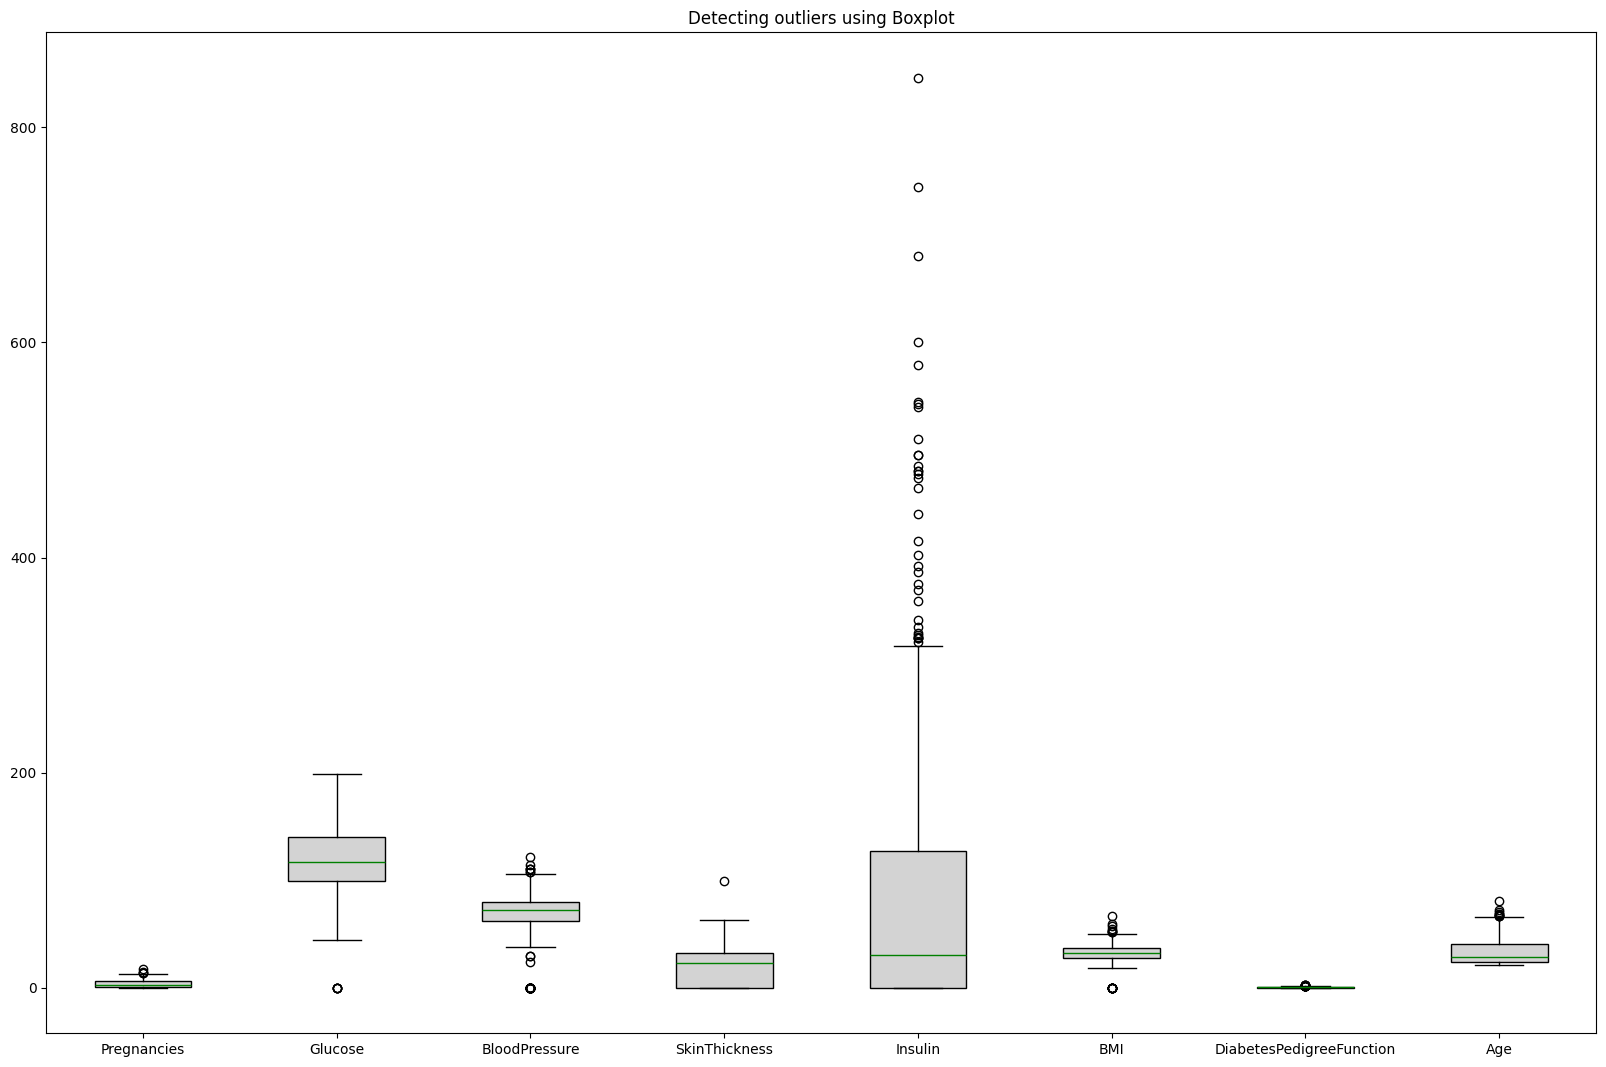 Detecting outliers using Boxplot
800
600
400
200
0
Pregnancies Glucose BloodPressure SkinThickness Insulin BMI DiabetesPedigreeFunction Age